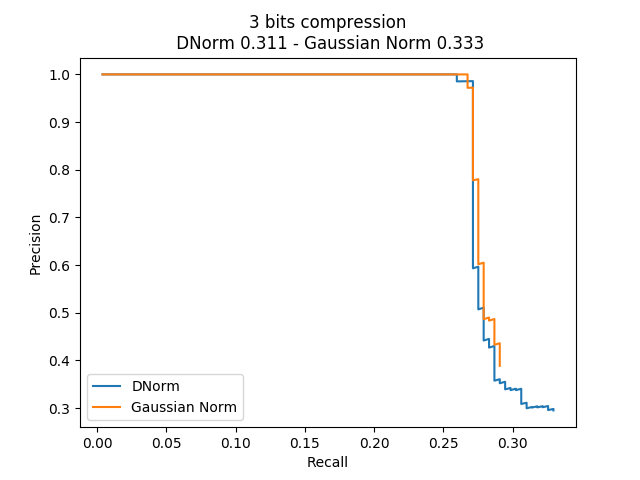 3 bits compression
DNorm 0.311 - Gaussian Norm 0.333
1.0
0.9
0.8
0.7
0.6
0.5
0.4
0.3
Precision
DNorm
Gaussian Norm
0.00 0.05 0.10 0.15 0.20 0.25 0.30
Recall